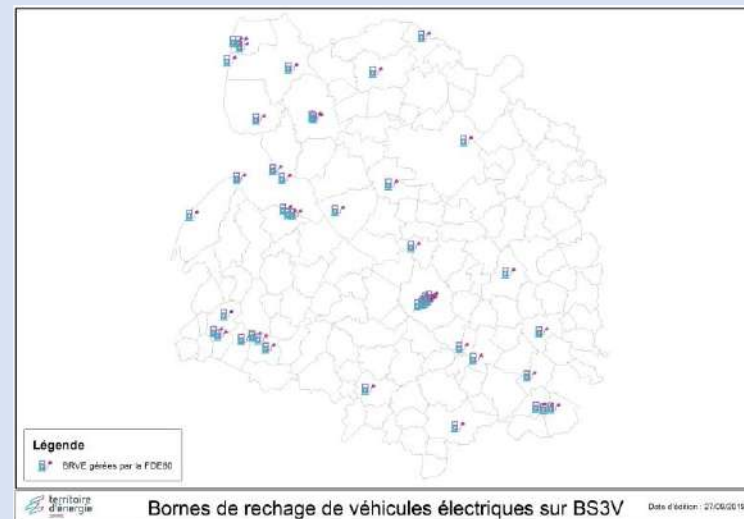 Légende
BRVE gérées par la FDE80
territoire
d'énergie
Bornes de rechage de véhicules électriques sur BS3V
Date d'édition : 27/08/2019